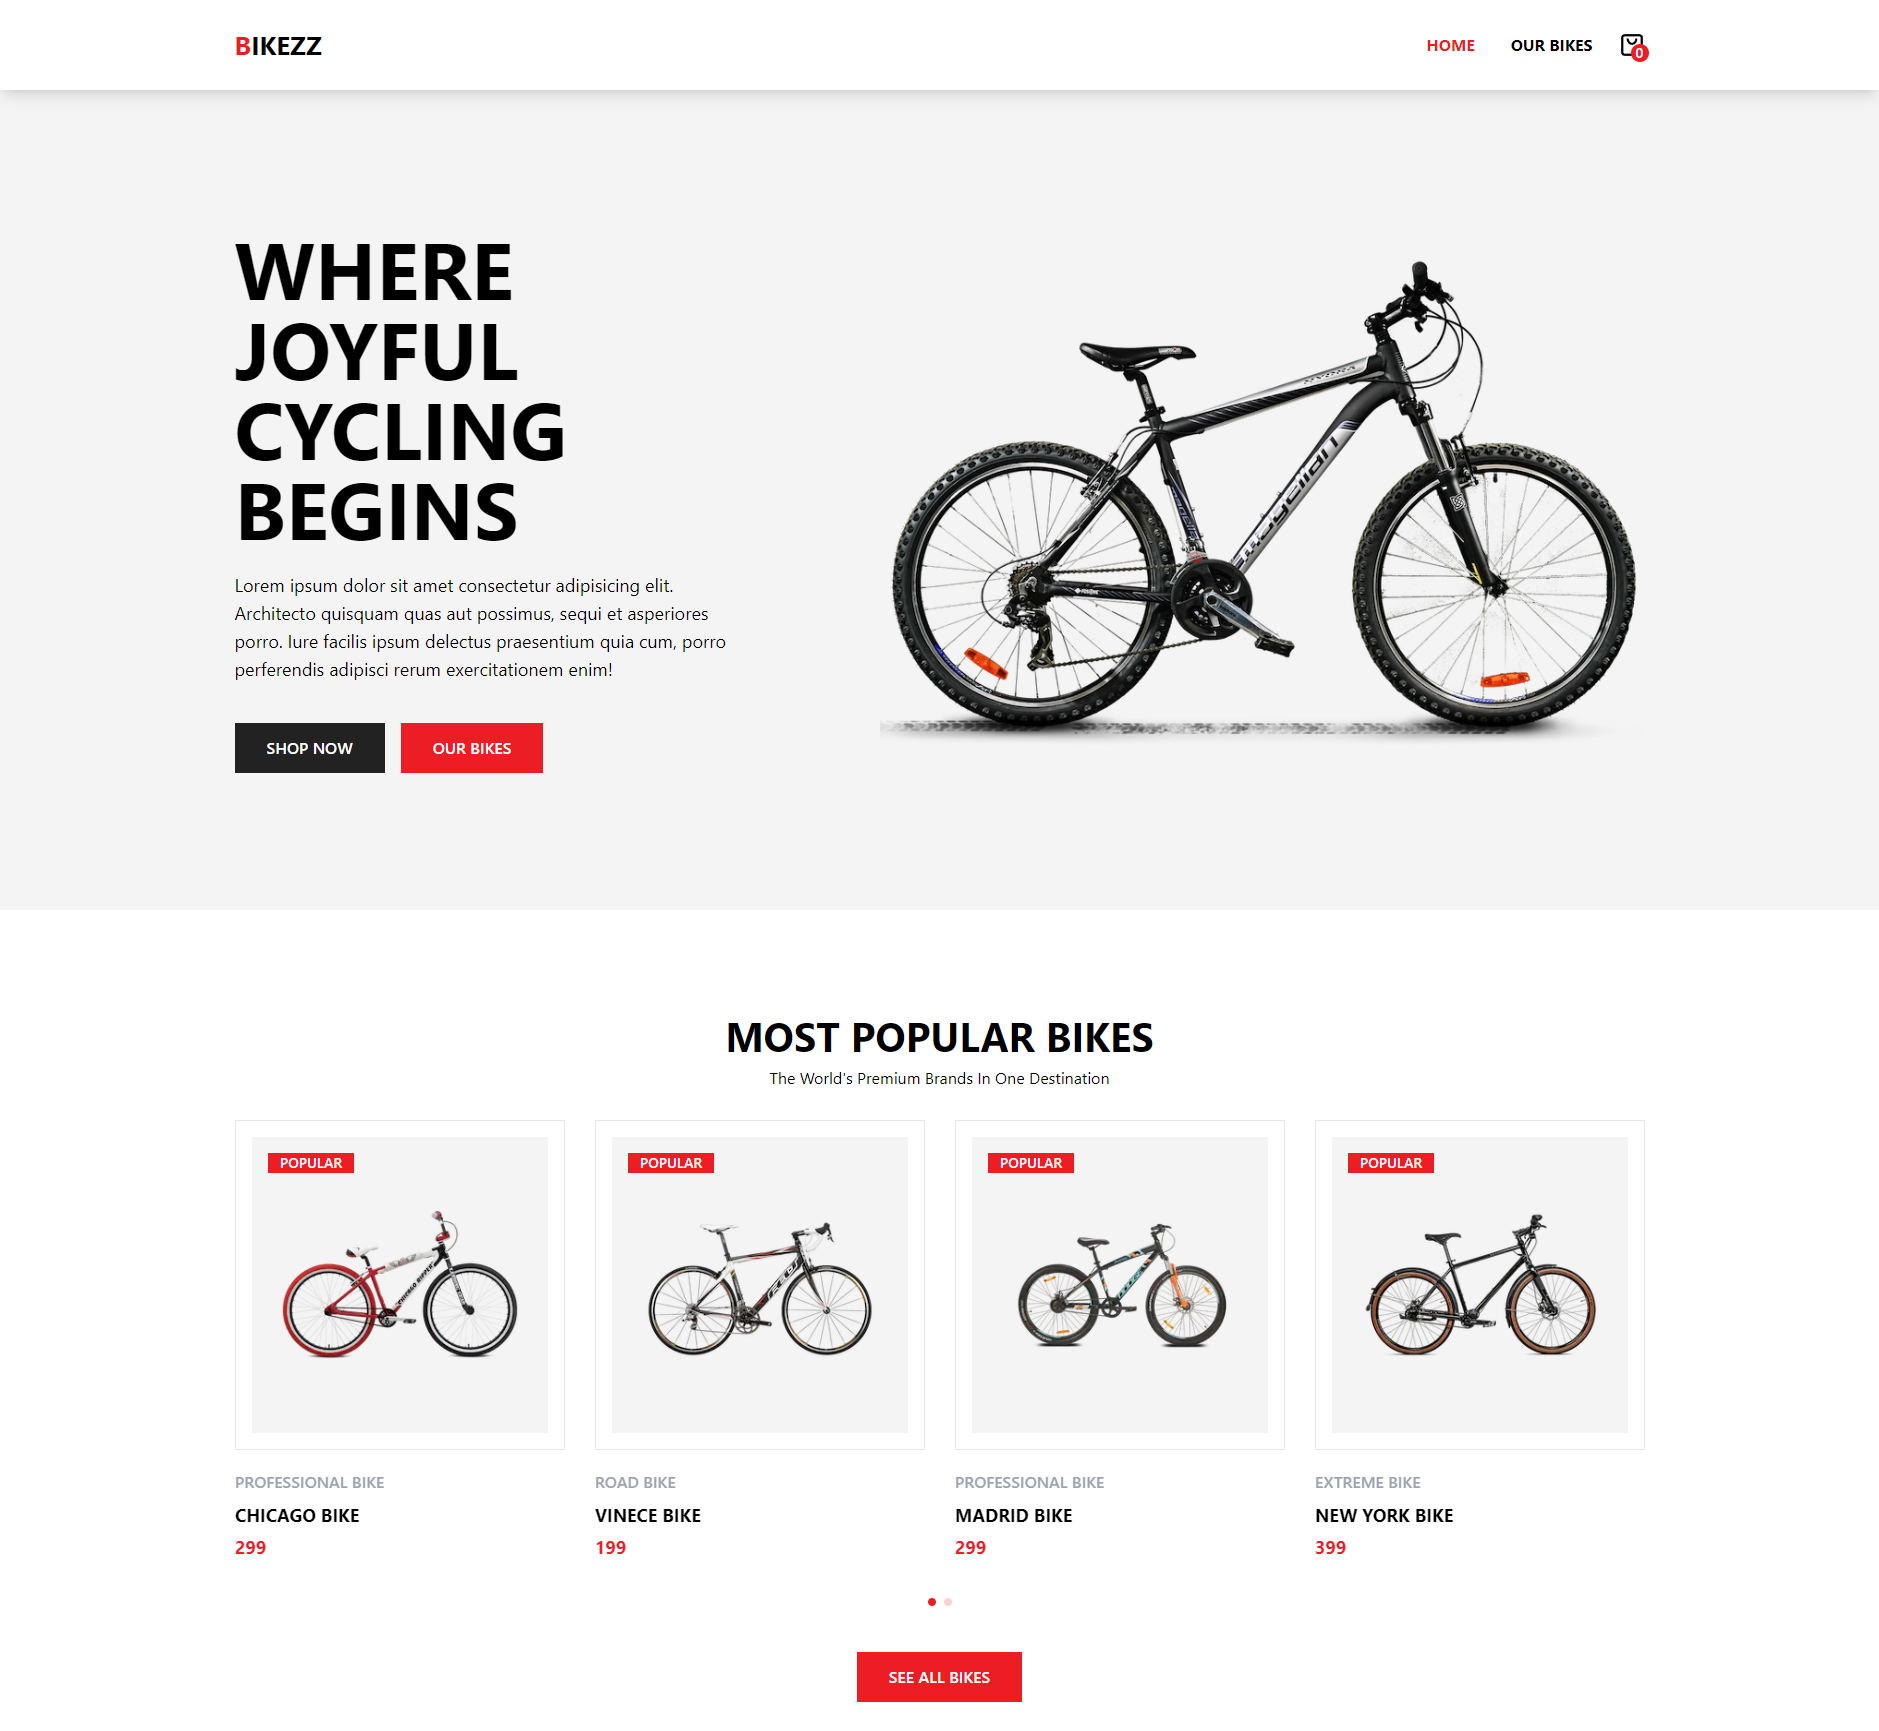 BIKEZZ
HOME
OUR BIKES
0
WHERE
JOYFUL
CYCLING
BEGINS
Lorem ipsum dolor sit amet consectetur adipisicing elit.
Architecto quisquam quas aut possimus, sequi et asperiores
porro. Iure facilis ipsum delectus praesentium quia cum, porro
perferendis adipisci rerum exercitationem enim!
SHOP NOW
OUR BIKES
MOST POPULAR BIKES
The World's Premium Brands In One Destination
POPULAR
POPULAR
POPULAR
POPULAR
PROFESSIONAL BIKE
CHICAGO BIKE
299
ROAD BIKE
VINECE BIKE
199
PROFESSIONAL BIKE
MADRID BIKE
299
EXTREME BIKE
NEW YORK BIKE
399
SEE ALL BIKES